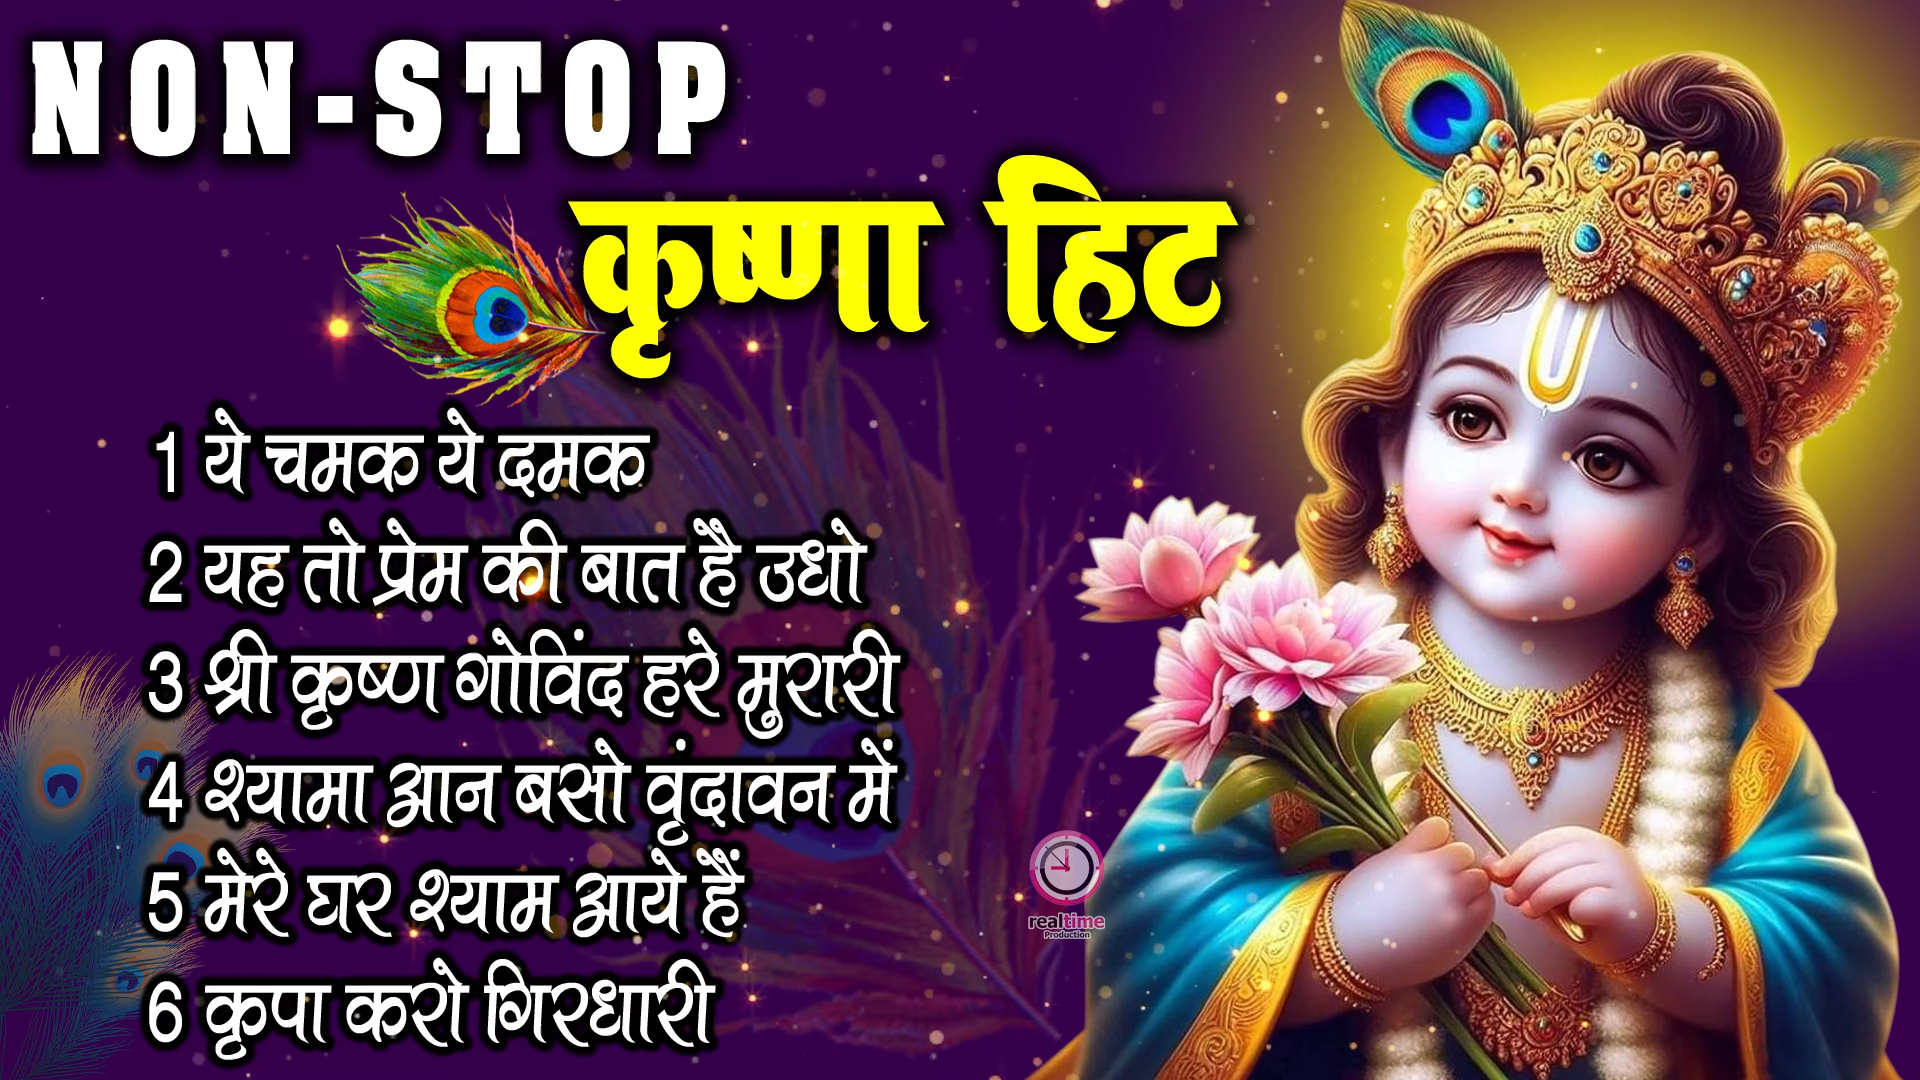 NON-STOP
कृष्णा हिट
1 ये चमक ये दमक
2 यह तो प्रेम की बात है उधो
3 श्री कृष्ण गोविंद हरे मुरारी
4 श्यामा आन बसो वृंदावन में
5 मेरे घर श्याम आये हैं
6 कृपा करो गिरधारी
realtime
Production